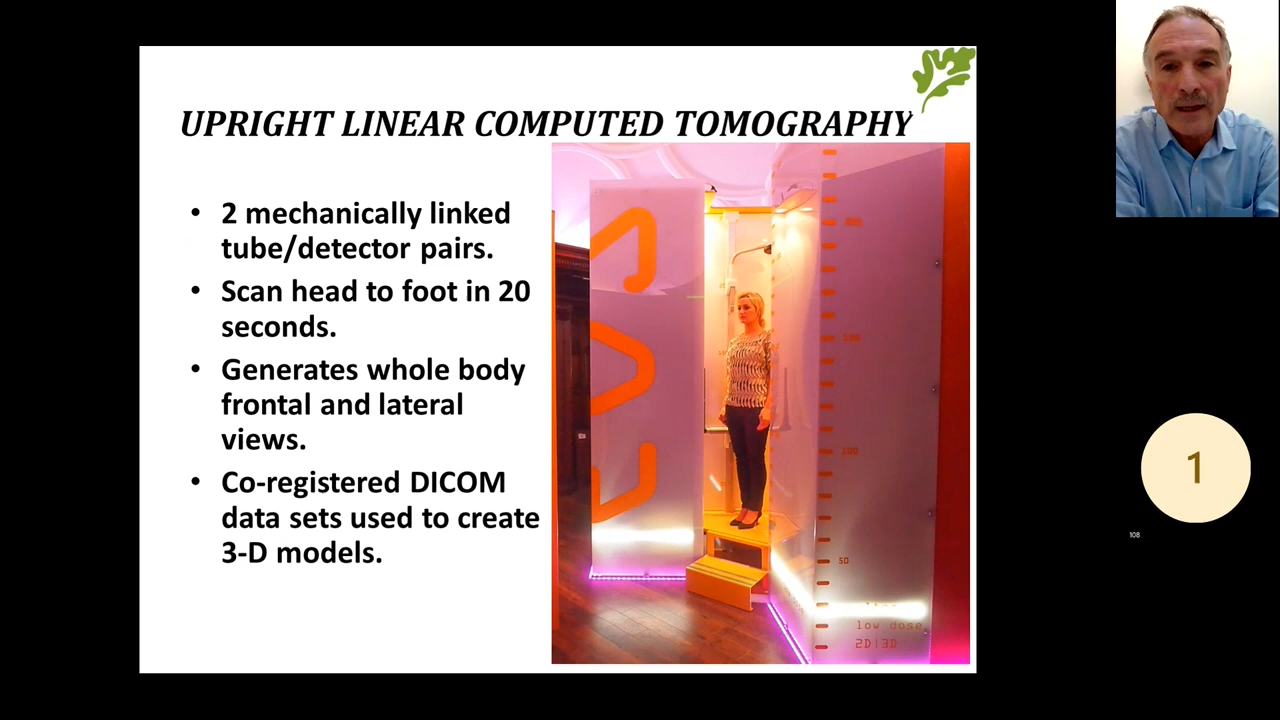 UPRIGHT LINEAR COMPUTED TOMOGRAPHY
• 2 mechanically linked
tube/detector pairs.
• Scan head to foot in 20
seconds.
• Generates whole body
frontal and lateral
views.
• Co-registered DICOM
data sets used to create
3-D models.
100
50
low dose
2D|3D
1
108